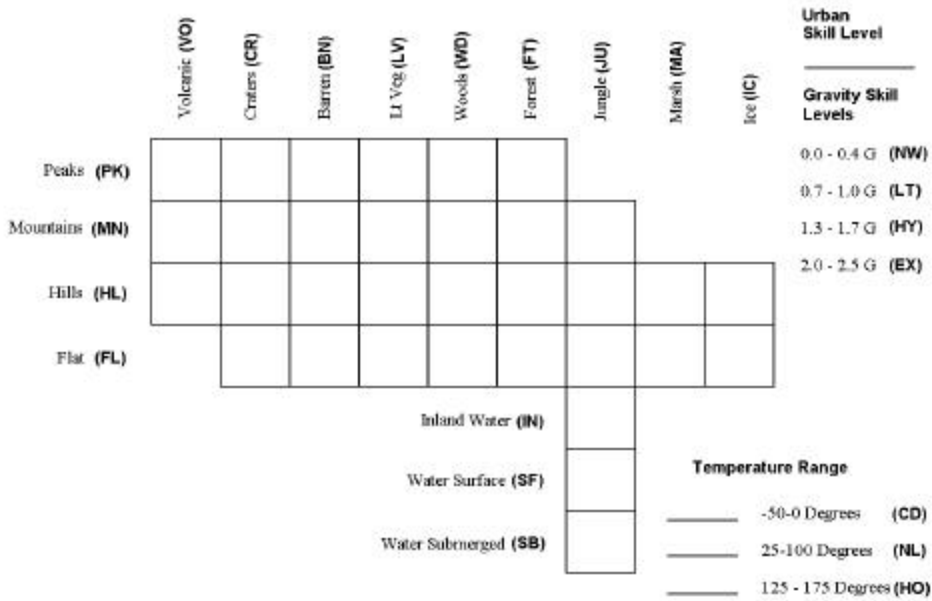 Volcanic (VO)
Craters (CR)
Barren (BN)
Lt Veg (LV)
Woods (WD)
Forest (FT)
Jungle (JU)
Marsh (MA)
Ice (IC)
Urban
Skill Level
Gravity Skill
Levels
0.0 - 0.4 G (NW)
0.7 - 1.0 G (LT)
1.3 - 1.7 G (HY)
2.0 - 2.5 G (EX)
Peaks (PK)
Mountains (MN)
Hills (HL)
Flat (FL)
Inland Water (IN)
Water Surface (SF)
Water Submerged (SB)
Temperature Range
-50-0 Degrees (CD)
25-100 Degrees (NL)
125 - 175 Degrees (HO)